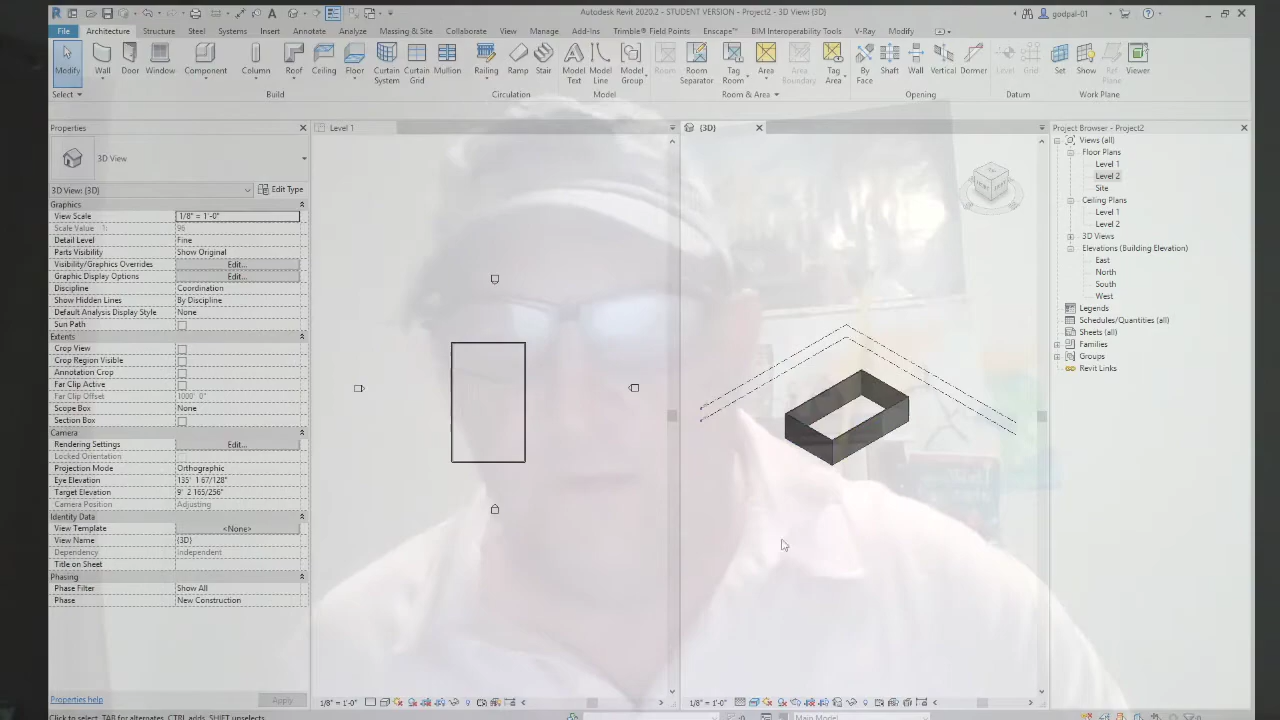 Autodesk Revit 2020.2 - STUDENT VERSION - Project2 - 3D View: {3D}
godpal-01
File Architecture Structure Steel Systems Insert Annotate Analyze Massing & Site Collaborate View Manage Add-Ins Trimble® Field Points Enscape™ BIM Interoperability Tools V-Ray Modify
Modify Wall Door Window Component Column Roof Ceiling Floor Curtain System Curtain Grid Mullion Railing Ramp Stair Model Text Model Line Model Group Room Room Separator Tag Room Area Area Boundary Tag Area By Face Shaft Wall Vertical Dormer Level Grid Set Show Ref Plane Viewer
Select Build Circulation Model Room & Area Opening Datum Work Plane
Properties
3D View
3D View: {3D} Edit Type
Graphics
View Scale 1/8" = 1'-0"
Scale Value 1: 96
Detail Level Fine
Parts Visibility Show Original
Visibility/Graphics Overrides Edit...
Graphic Display Options Edit...
Discipline Coordination
Show Hidden Lines By Discipline
Default Analysis Display Style None
Sun Path
Extents
Crop View
Crop Region Visible
Annotation Crop
Far Clip Active
Far Clip Offset 1000' 0"
Scope Box None
Section Box
Camera
Rendering Settings Edit...
Locked Orientation
Projection Mode Orthographic
Eye Elevation 135' 1 67/128"
Target Elevation 9' 2 165/256"
Camera Position Adjusting
Identity Data
View Template <None>
View Name {3D}
Dependency Independent
Title on Sheet
Phasing
Phase Filter Show All
Phase New Construction
Properties help Apply
Level 1
{3D}
1/8" = 1'-0"
1/8" = 1'-0"
Project Browser - Project2
Views (all)
Floor Plans
Level 1
Level 2
Site
Ceiling Plans
Level 1
Level 2
3D Views
Elevations (Building Elevation)
East
North
South
West
Legends
Schedules/Quantities (all)
Sheets (all)
Families
Groups
Revit Links
Click to select, TAB for alternates, CTRL adds, SHIFT unselects.
Main Model